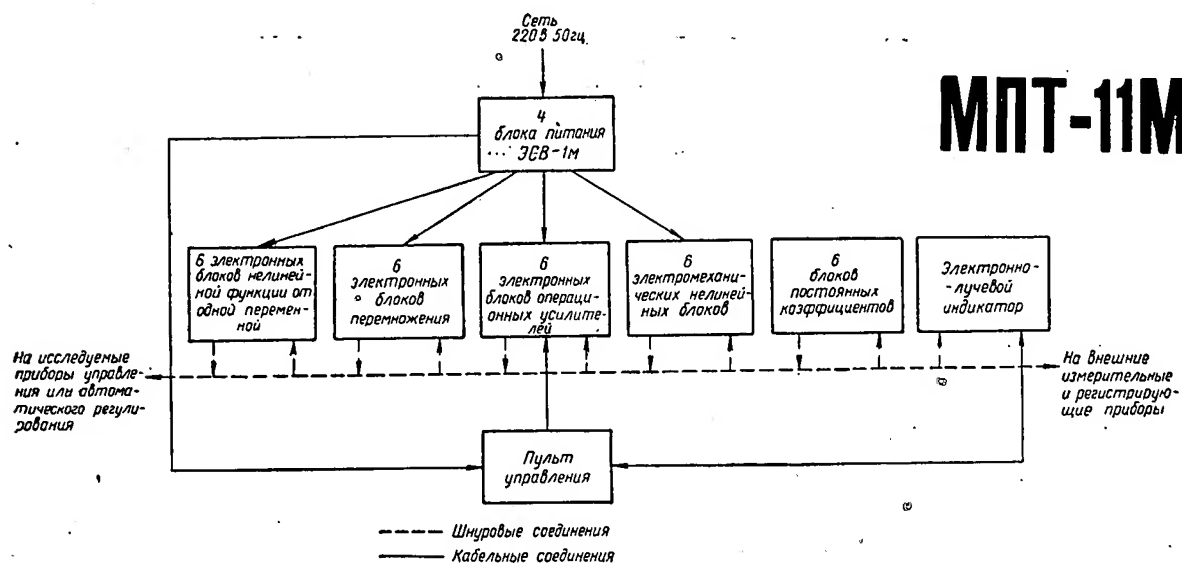 Сеть
220в 50гц
МПТ-11М
4
блока питания
ЭСВ-1м
6 электронных
блоков нелиней-
ной функции от
одной перемен-
ной
6
электронных
блоков
перемножения
6
электронных
блоков операци-
онных усилите-
лей
6
электромехани-
ческих нелиней-
ных блоков
6
блоков
постоянных
коэффициентов
Электронно-
-лучевой
индикатор
На исследуемые
приборы управле-
ния или автома-
тического регули-
рования
На внешние
измерительные
и регистрирую-
щие приборы
Пульт
управления
Шнуровые соединения
Кабельные соединения